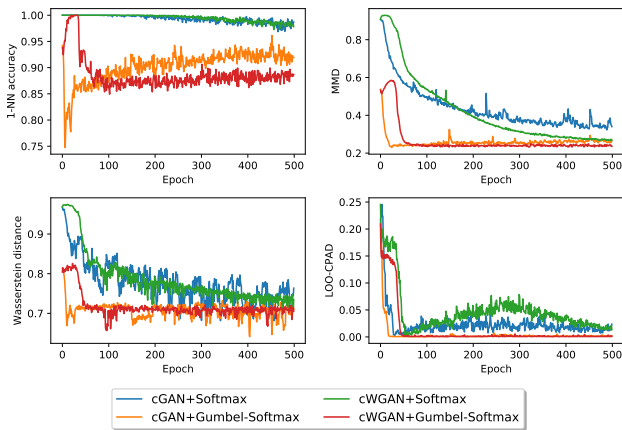 1.00
0.95
0.90
0.85
0.80
0.75
1-NN accuracy
0 100 200 300 400 500
Epoch
0.8
0.6
0.4
0.2
MMD
0 100 200 300 400 500
Epoch
0.9
0.8
0.7
Wasserstein distance
0 100 200 300 400 500
Epoch
0.25
0.20
0.15
0.10
0.05
0.00
LOO-CPAD
0 100 200 300 400 500
Epoch
cGAN+Softmax
cGAN+Gumbel-Softmax
cWGAN+Softmax
cWGAN+Gumbel-Softmax